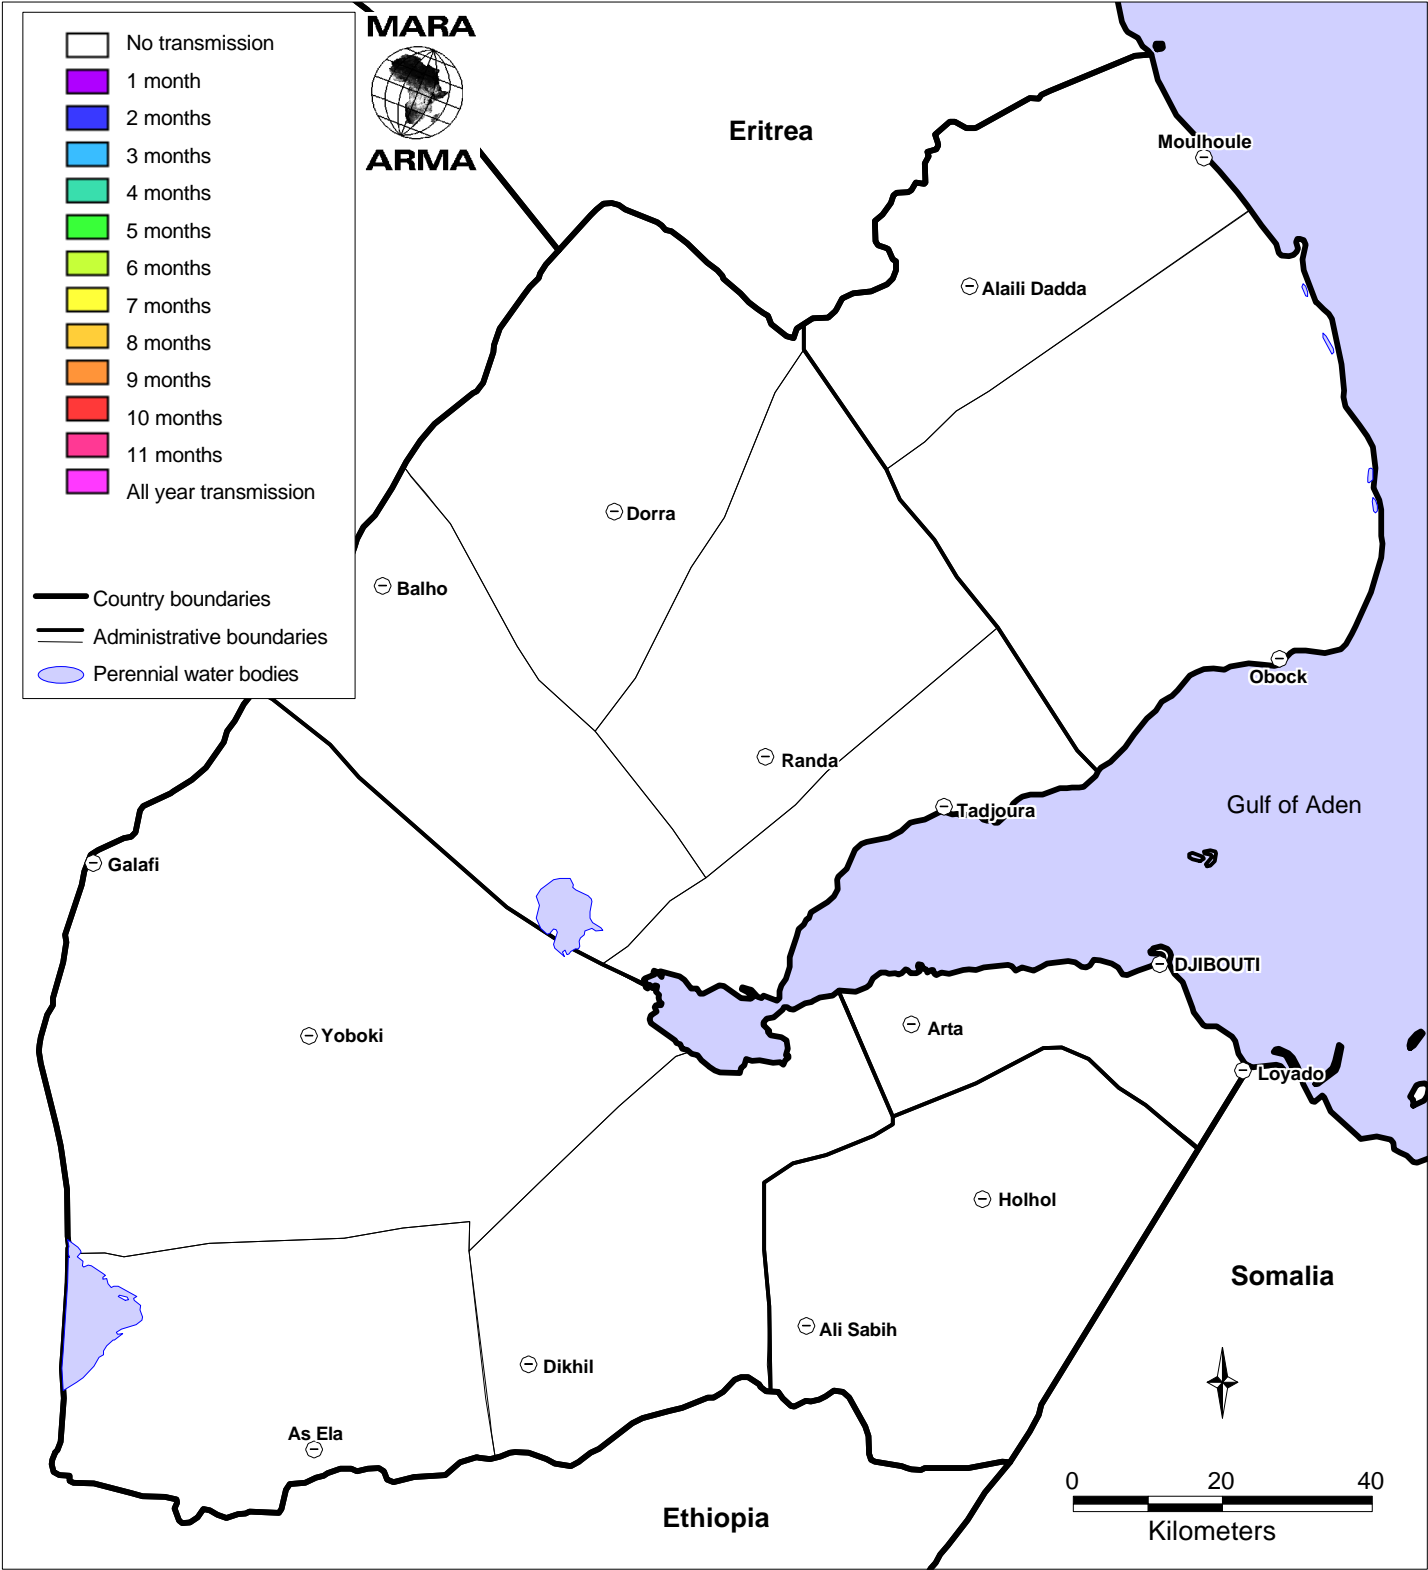 MARA
ARMA
No transmission
1 month
2 months
3 months
4 months
5 months
6 months
7 months
8 months
9 months
10 months
11 months
All year transmission
Country boundaries
Administrative boundaries
Perennial water bodies
Eritrea
Moulhoule
Alaili Dadda
Dorra
Balho
Obock
Randa
Tadjoura
Gulf of Aden
Galafi
DJIBOUTI
Arta
Yoboki
Loyado
Holhol
Somalia
Ali Sabih
Dikhil
As Ela
0 20 40
Kilometers
Ethiopia